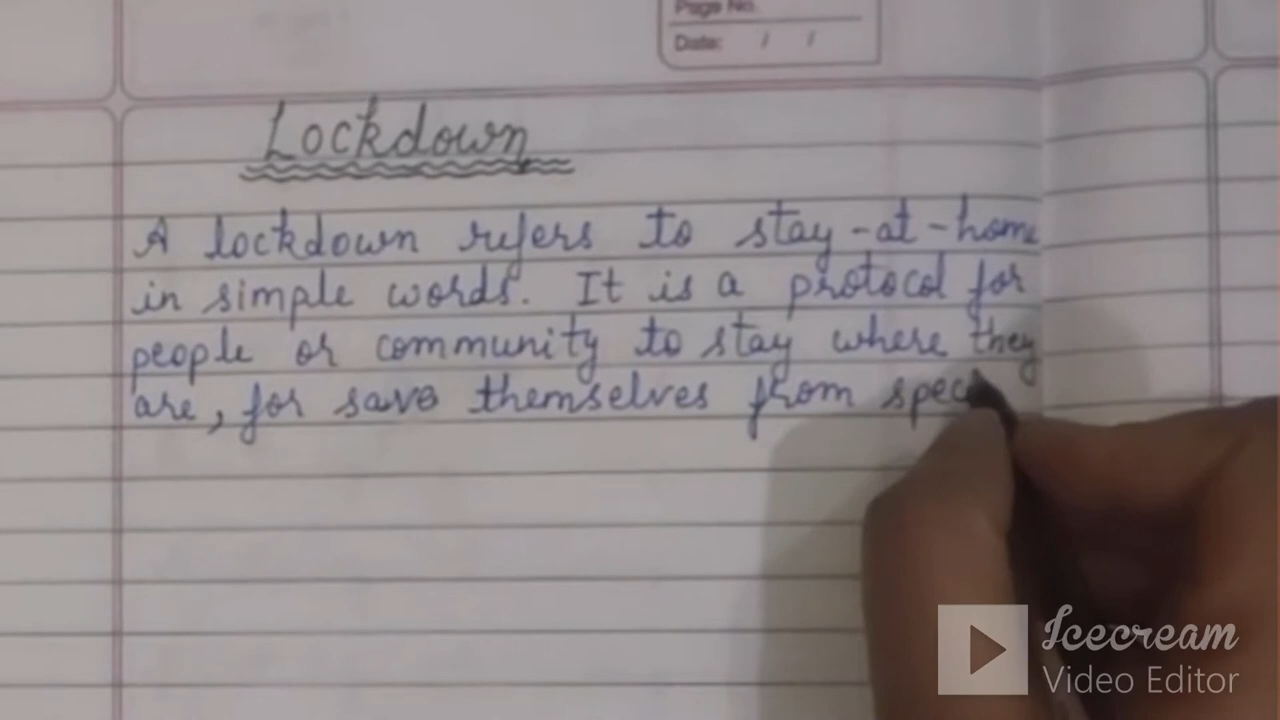 Page No.
Date: / /
Lockdown
A lockdown refers to stay-at-home
in simple words. It is a protocol for
people or community to stay where they
are, for save themselves from spec
Icecream
Video Editor